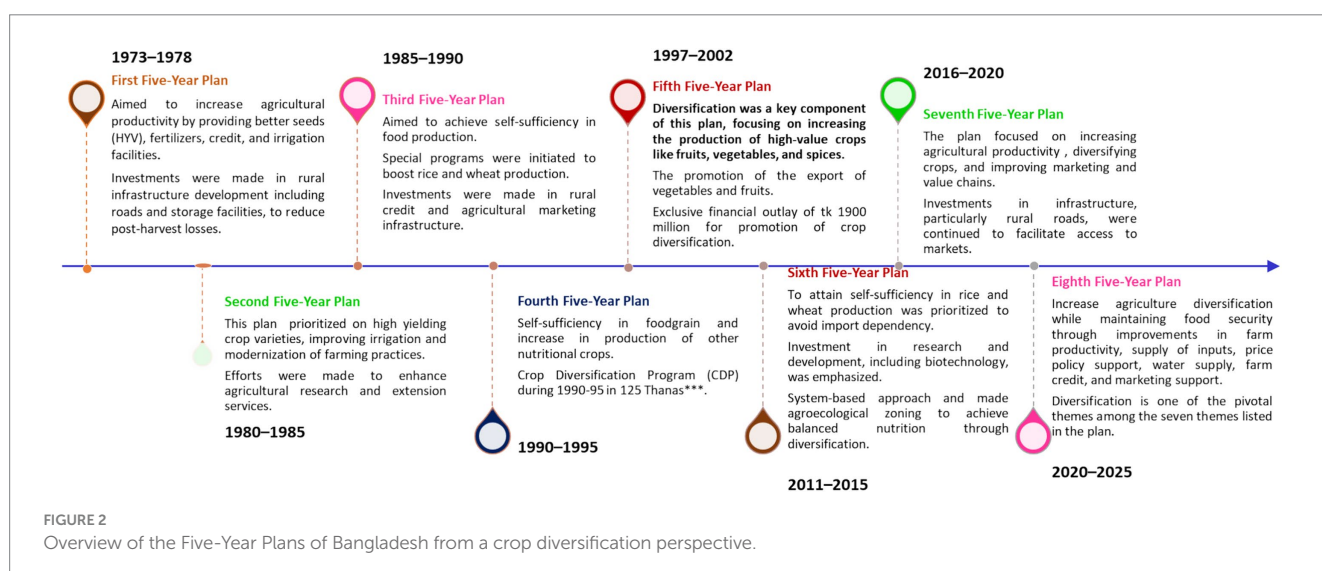 1973–1978
First Five-Year Plan
Aimed to increase agricultural
productivity by providing better seeds
(HYV), fertilizers, credit, and irrigation
facilities.
Investments were made in rural
infrastructure development including
roads and storage facilities, to reduce
post-harvest losses.
1985–1990
Third Five-Year Plan
Aimed to achieve self-sufficiency in
food production.
Special programs were initiated to
boost rice and wheat production.
Investments were made in rural
credit and agricultural marketing
infrastructure.
1997–2002
Fifth Five-Year Plan
Diversification was a key component
of this plan, focusing on increasing
the production of high-value crops
like fruits, vegetables, and spices.
The promotion of the export of
vegetables and fruits.
Exclusive financial outlay of tk 1900
million for promotion of crop
diversification.
2016–2020
Seventh Five-Year Plan
The plan focused on increasing
agricultural productivity , diversifying
crops, and improving marketing and
value chains.
Investments in infrastructure,
particularly rural roads, were
continued to facilitate access to
markets.
Second Five-Year Plan
This plan prioritized on high yielding
crop varieties, improving irrigation and
modernization of farming practices.
Efforts were made to enhance
agricultural research and extension
services.
1980–1985
Fourth Five-Year Plan
Self-sufficiency in foodgrain and
increase in production of other
nutritional crops.
Crop Diversification Program (CDP)
during 1990-95 in 125 Thanas***.
1990–1995
Sixth Five-Year Plan
To attain self-sufficiency in rice and
wheat production was prioritized to
avoid import dependency.
Investment in research and
development, including biotechnology,
was emphasized.
System-based approach and made
agroecological zoning to achieve
balanced nutrition through
diversification.
2011–2015
Eighth Five-Year Plan
Increase agriculture diversification
while maintaining food security
through improvements in farm
productivity, supply of inputs, price
policy support, water supply, farm
credit, and marketing support.
Diversification is one of the pivotal
themes among the seven themes listed
in the plan.
2020–2025
FIGURE 2
Overview of the Five-Year Plans of Bangladesh from a crop diversification perspective.